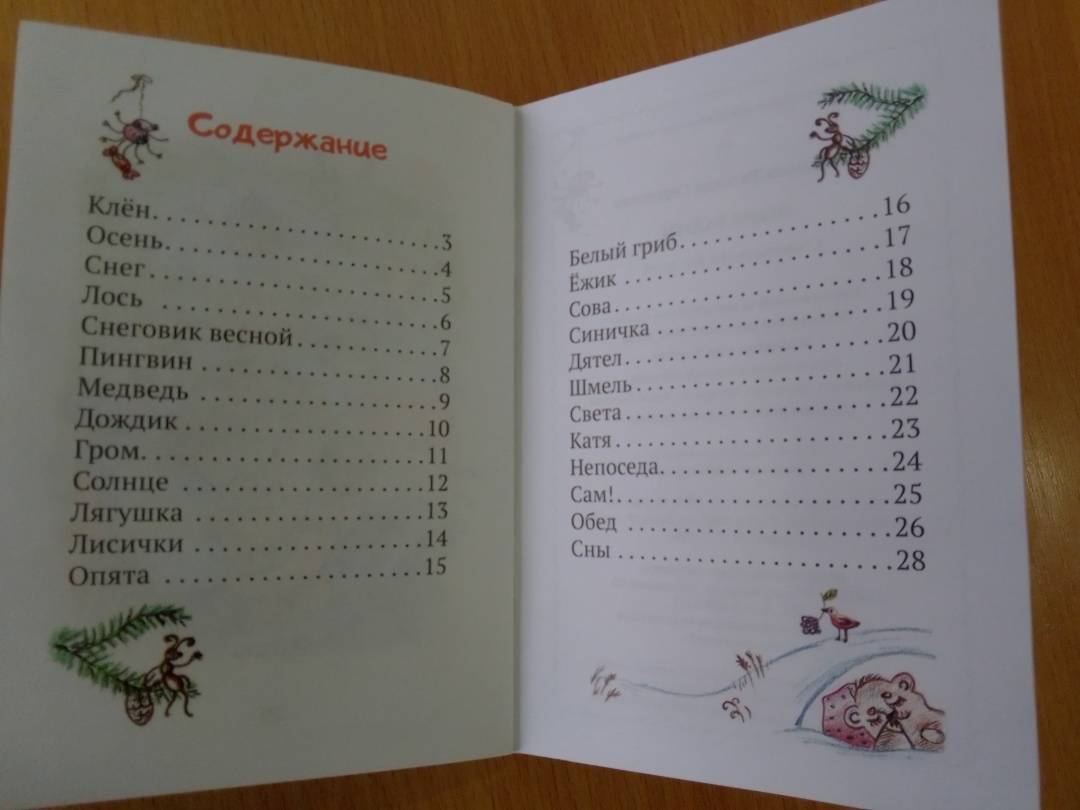 Содержание
Клён. . . . . . . . . . . . . . . . . . . . . .3
Осень. . . . . . . . . . . . . . . . . . . . .4
Снег . . . . . . . . . . . . . . . . . . . . . .5
Лось . . . . . . . . . . . . . . . . . . . . . .6
Снеговик весной . . . . . . . . . . .7
Пингвин . . . . . . . . . . . . . . . . . . .8
Медведь . . . . . . . . . . . . . . . . . . .9
Дождик . . . . . . . . . . . . . . . . . . .10
Гром. . . . . . . . . . . . . . . . . . . . . .11
Солнце . . . . . . . . . . . . . . . . . . .12
Лягушка . . . . . . . . . . . . . . . . . .13
Лисички . . . . . . . . . . . . . . . . . .14
Опята . . . . . . . . . . . . . . . . . . . .15
Белый гриб. . . . . . . . . . . . . . . .16
Ёжик . . . . . . . . . . . . . . . . . . . . .17
Сова. . . . . . . . . . . . . . . . . . . . . .18
Синичка . . . . . . . . . . . . . . . . . .19
Дятел. . . . . . . . . . . . . . . . . . . . .20
Шмель. . . . . . . . . . . . . . . . . . . .21
Света . . . . . . . . . . . . . . . . . . . . .22
Катя . . . . . . . . . . . . . . . . . . . . . .23
Непоседа. . . . . . . . . . . . . . . . . .24
Сам!. . . . . . . . . . . . . . . . . . . . . .25
Обед . . . . . . . . . . . . . . . . . . . . .26
Сны . . . . . . . . . . . . . . . . . . . . . .28